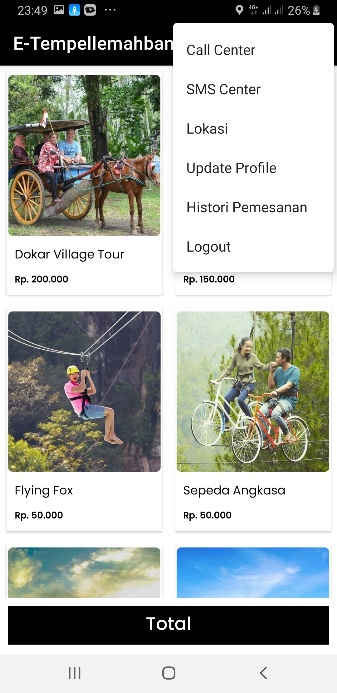 23:49
4G+
26%
E-Tempellemahban
Call Center
SMS Center
Lokasi
Update Profile
Histori Pemesanan
Logout
Dokar Village Tour
Rp. 200.000
Rp. 150.000
Flying Fox
Rp. 50.000
Sepeda Angkasa
Rp. 50.000
Total